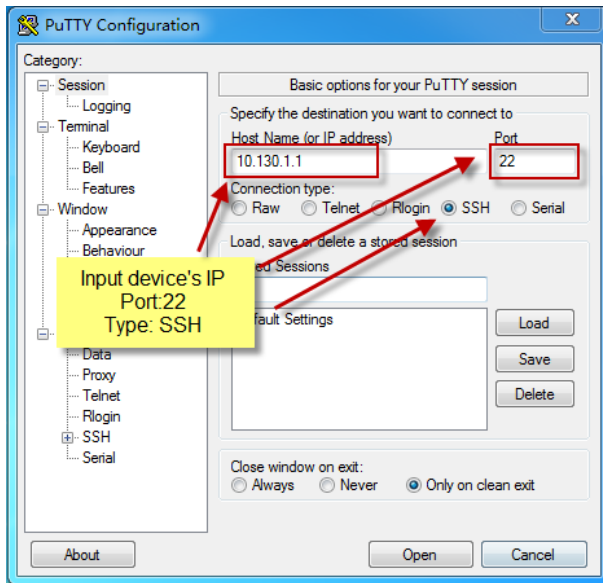 PuTTY Configuration
X
Category:
Session
Logging
Terminal
Keyboard
Bell
Features
Window
Appearance
Behaviour
Data
Proxy
Telnet
Rlogin
SSH
Serial
Basic options for your PuTTY session
Specify the destination you want to connect to
Host Name (or IP address) Port
10.130.1.1 22
Connection type:
Raw Telnet Rlogin SSH Serial
Load, save or delete a stored session
Sessions
Settings
Load
Save
Delete
Close window on exit:
Always Never Only on clean exit
About Open Cancel
Input device's IP
Port:22
Type: SSH